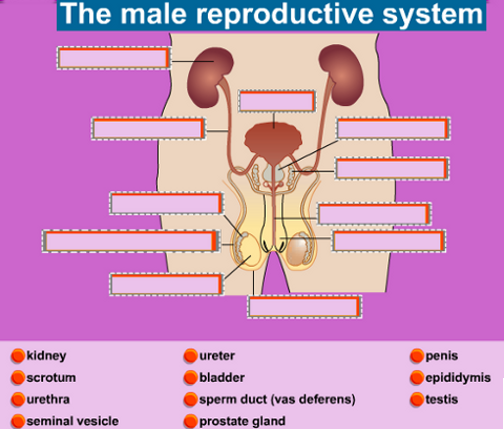 The male reproductive system
kidney
scrotum
urethra
seminal vesicle
ureter
bladder
sperm duct (vas deferens)
prostate gland
penis
epididymis
testis